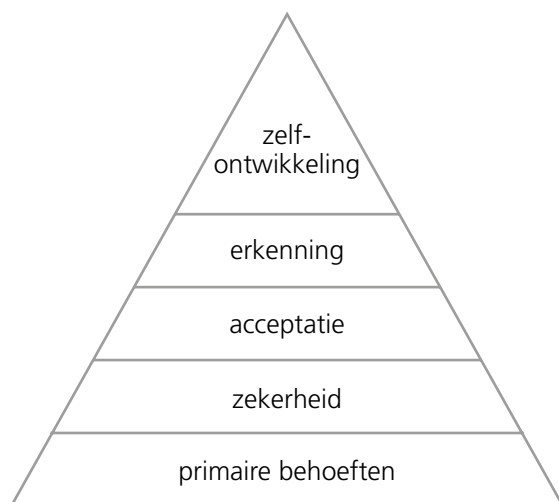 zelf-
ontwikkeling
erkenning
acceptatie
zekerheid
primaire behoeften